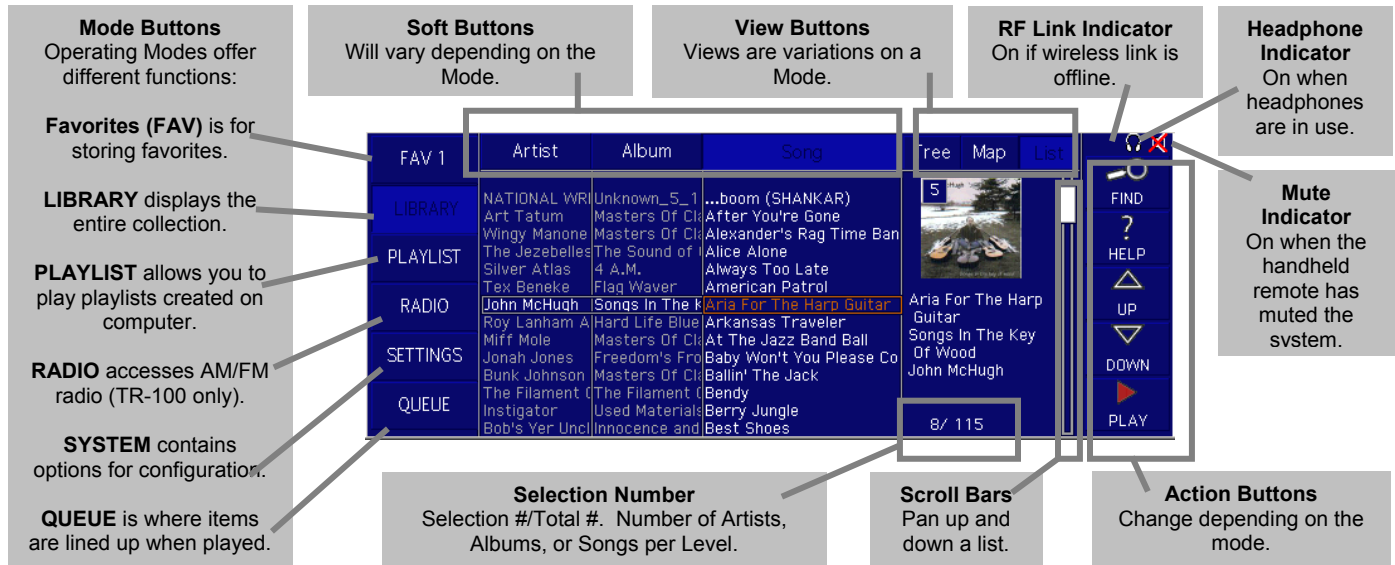 Mode Buttons
Operating Modes offer
different functions:
Favorites (FAV) is for
storing favorites.
LIBRARY displays the
entire collection.
PLAYLIST allows you to
play playlists created on
computer.
RADIO accesses AM/FM
radio (TR-100 only).
SYSTEM contains
options for configuration.
QUEUE is where items
are lined up when played.
Soft Buttons
Will vary depending on the
Mode.
View Buttons
Views are variations on a
Mode.
RF Link Indicator
On if wireless link is
offline.
Headphone
Indicator
On when
headphones
are in use.
Mute
Indicator
On when the
handheld
remote has
muted the
system.
FAV 1
LIBRARY
PLAYLIST
RADIO
SETTINGS
QUEUE
Artist Album Song
Tree Map List
NATIONAL WRI Unknown_5_1 ...boom (SHANKAR)
Art Tatum Masters Of Cla After You're Gone
Wingy Manone Masters Of Cla Alexander's Rag Time Ban
The Jezebelles The Sound of Alice Alone
Silver Atlas 4 A.M. Always Too Late
Tex Beneke Flag Waver American Patrol
John McHugh Songs In The K Aria For The Harp Guitar
Roy Lanham A Hard Life Blue Arkansas Traveler
Miff Mole Masters Of Cla At The Jazz Band Ball
Jonah Jones Freedom's Fro Baby Won't You Please Co
Bunk Johnson Masters Of Cla Ballin' The Jack
The Filament The Filament Bendy
Instigator Used Materials Berry Jungle
Bob's Yer Uncl Innocence and Best Shoes
5
Aria For The Harp
Guitar
Songs In The Key
Of Wood
John McHugh
8/ 115
FIND
?
HELP
UP
DOWN
PLAY
Selection Number
Selection #/Total #. Number of Artists,
Albums, or Songs per Level.
Scroll Bars
Pan up and
down a list.
Action Buttons
Change depending on the
mode.